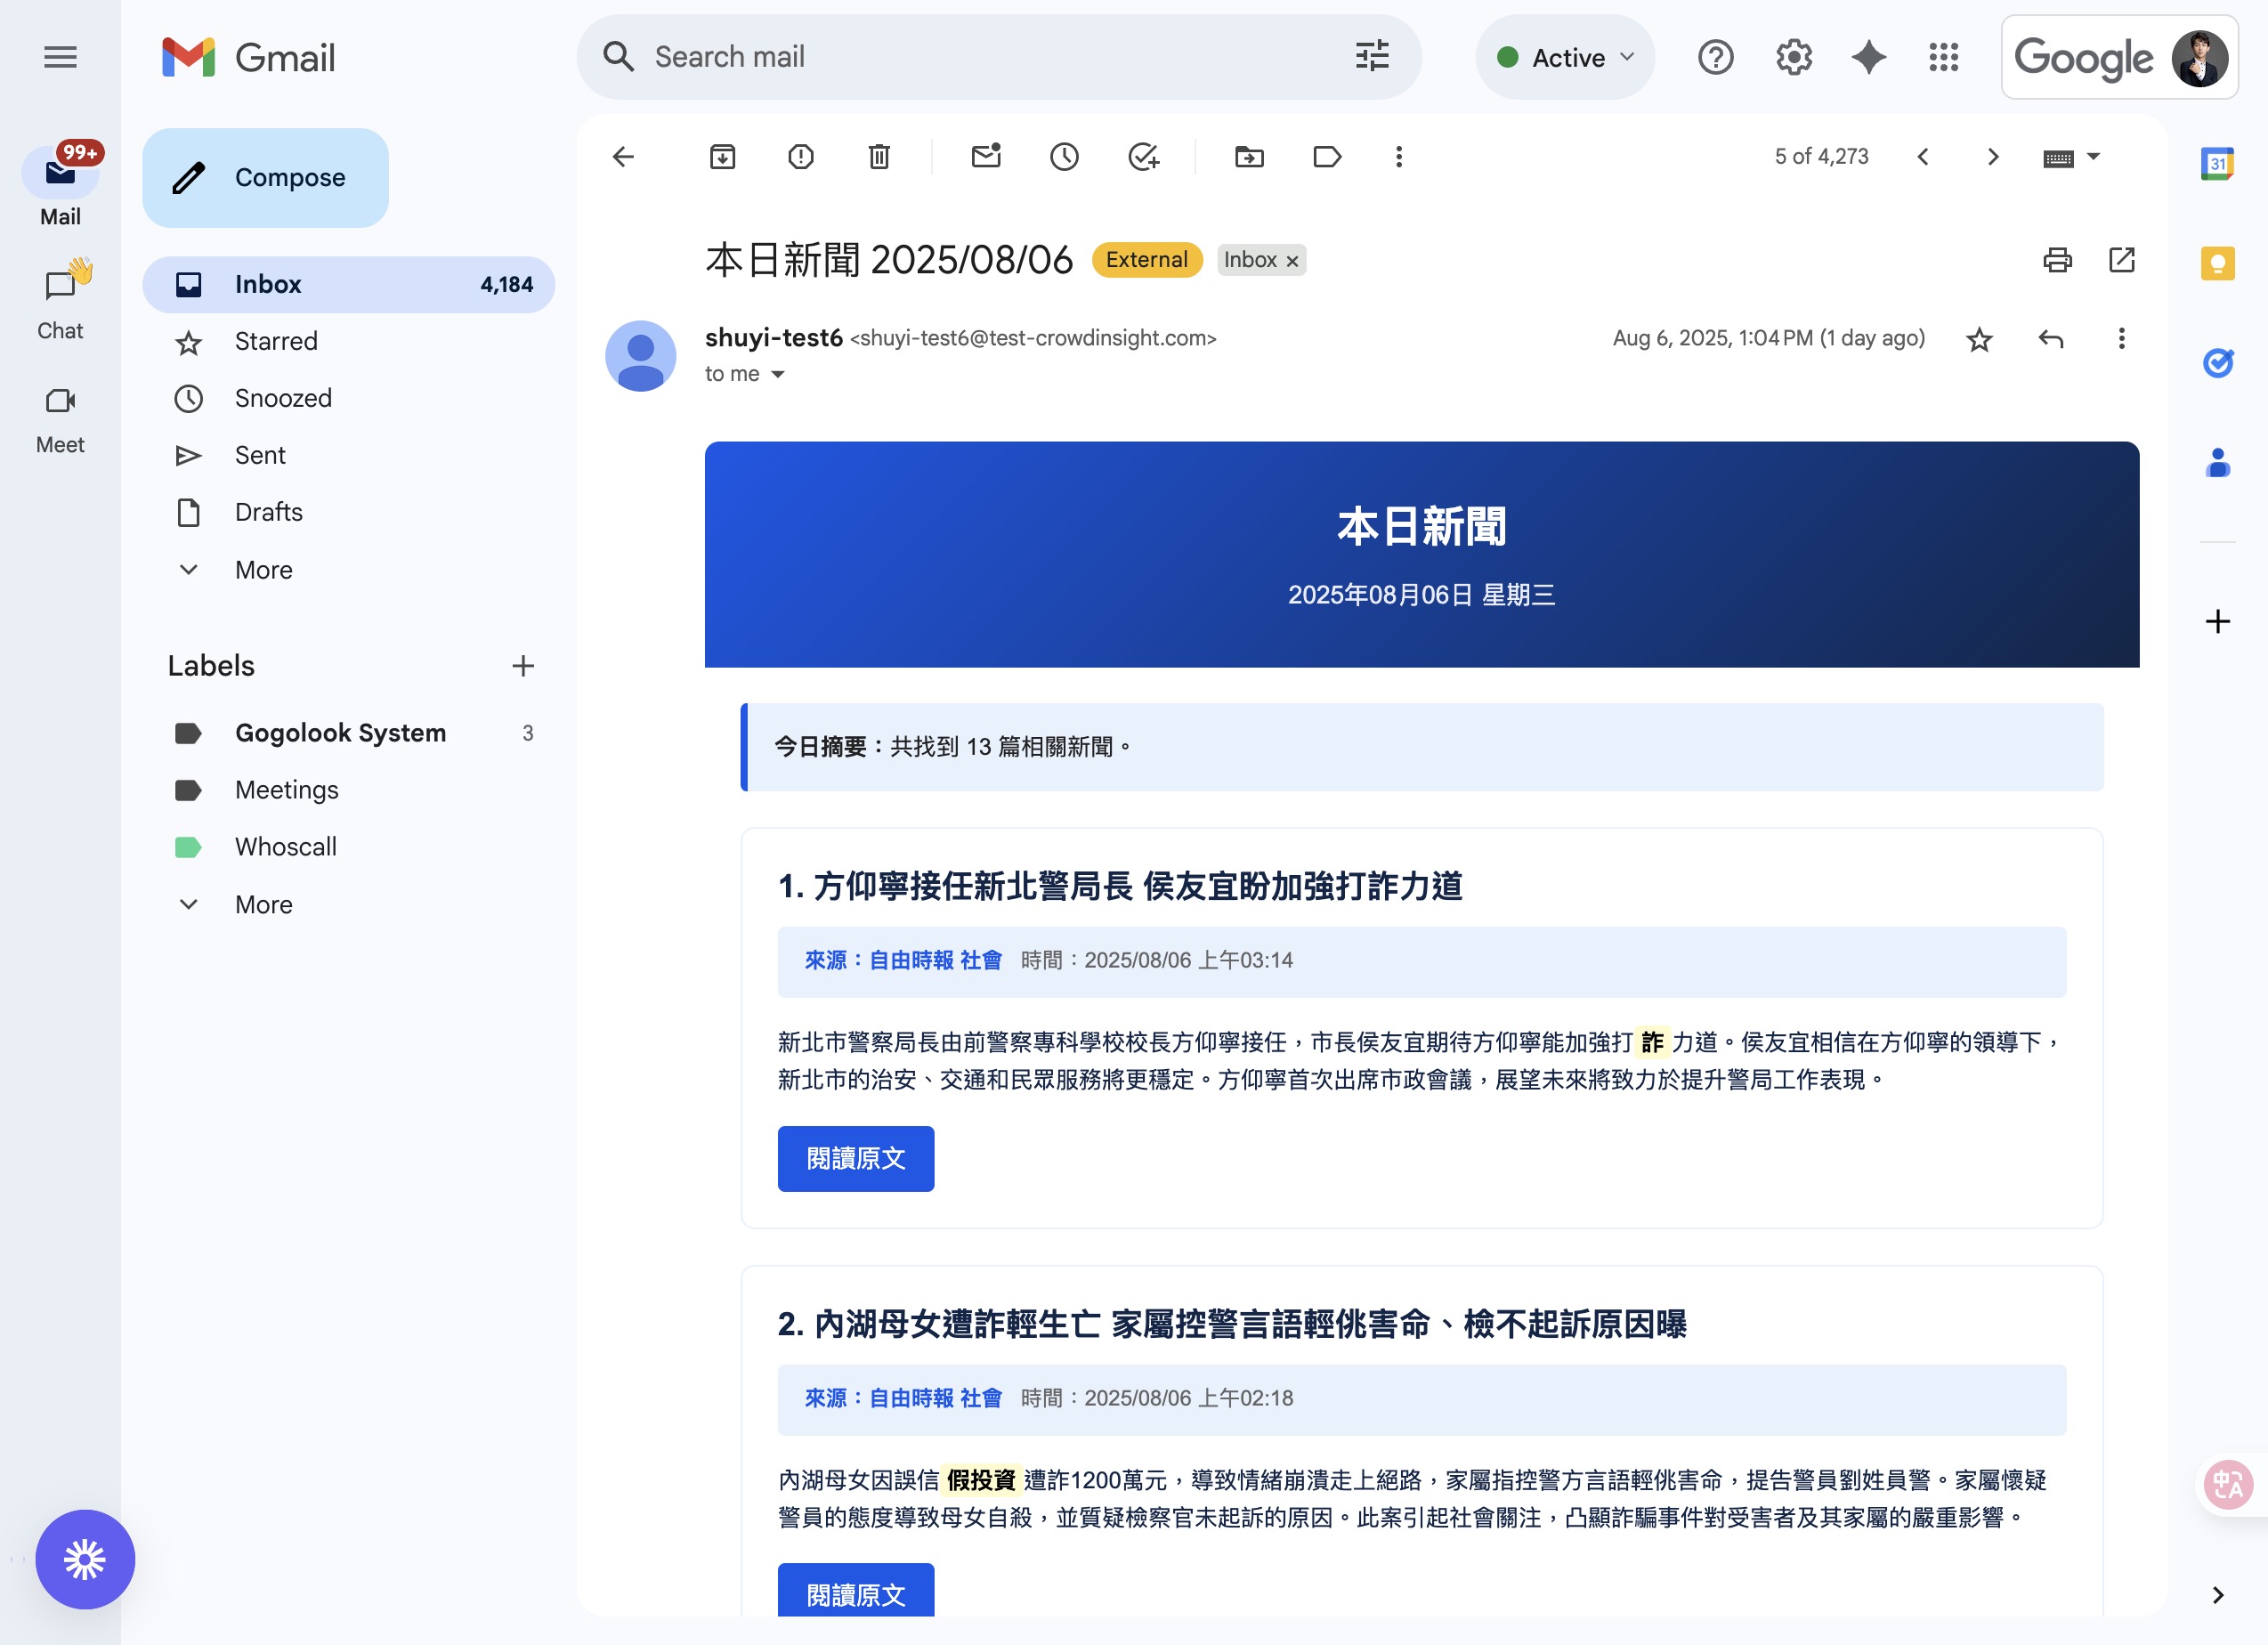 Gmail
Search mail
Active
Google
99+
Mail
Chat
Meet
Compose
Inbox 4,184
Starred
Snoozed
Sent
Drafts
More
Labels
Gogolook System 3
Meetings
Whoscall
More
5 of 4,273
本日新聞 2025/08/06 External Inbox ×
shuyi-test6 <shuyi-test6@test-crowdinsight.com>
Aug 6, 2025, 1:04 PM (1 day ago)
to me
本日新聞
2025年08月06日 星期三
今日摘要：共找到 13 篇相關新聞。
1. 方仰寧接任新北警局長 侯友宜盼加強打詐力道
來源：自由時報 社會 時間：2025/08/06 上午03:14
新北市警察局長由前警察專科學校校長方仰寧接任，市長侯友宜期待方仰寧能加強打 詐 力道。侯友宜相信在方仰寧的領導下，
新北市的治安、交通和民眾服務將更穩定。方仰寧首次出席市政會議，展望未來將致力於提升警局工作表現。
閱讀原文
2. 內湖母女遭詐輕生亡 家屬控警言語輕佻害命、檢不起訴原因曝
來源：自由時報 社會 時間：2025/08/06 上午02:18
內湖母女因誤信 假投資 遭詐1200萬元，導致情緒崩潰走上絕路，家屬指控警方言語輕佻害命，提告警員劉姓員警。家屬懷疑
警員的態度導致母女自殺，並質疑檢察官未起訴的原因。此案引起社會關注，凸顯詐騙事件對受害者及其家屬的嚴重影響。
閱讀原文
31
中A